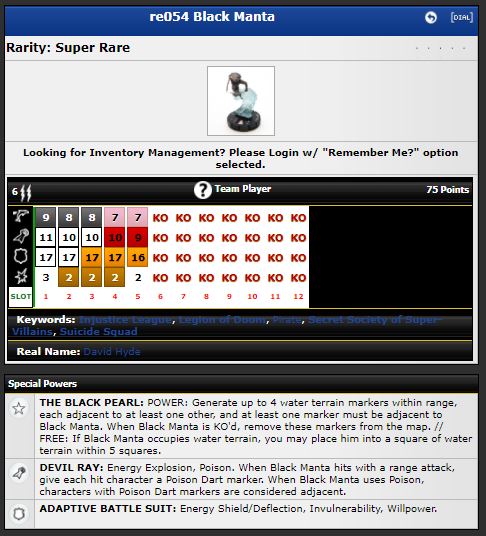 re054 Black Manta
[DIAL]
Rarity: Super Rare
Looking for Inventory Management? Please Login w/ "Remember Me?" option
selected.
6 ? Team Player 75 Points
9 8 8 7 7 KO KO KO KO KO KO KO
11 10 10 10 9 KO KO KO KO KO KO KO
17 17 17 17 16 KO KO KO KO KO KO KO
3 2 2 2 2 KO KO KO KO KO KO KO
SLOT 1 2 3 4 5 6 7 8 9 10 11 12
Keywords: Injustice League, Legion of Doom, Pirate, Secret Society of Super-
Villains, Suicide Squad
Real Name: David Hyde
Special Powers
THE BLACK PEARL: POWER: Generate up to 4 water terrain markers within range,
each adjacent to at least one other, and at least one marker must be adjacent to
Black Manta. When Black Manta is KO'd, remove these markers from the map. //
FREE: If Black Manta occupies water terrain, you may place him into a square of water
terrain within 5 squares.
DEVIL RAY: Energy Explosion, Poison. When Black Manta hits with a range attack,
give each hit character a Poison Dart marker. When Black Manta uses Poison,
characters with Poison Dart markers are considered adjacent.
ADAPTIVE BATTLE SUIT: Energy Shield/Deflection, Invulnerability, Willpower.